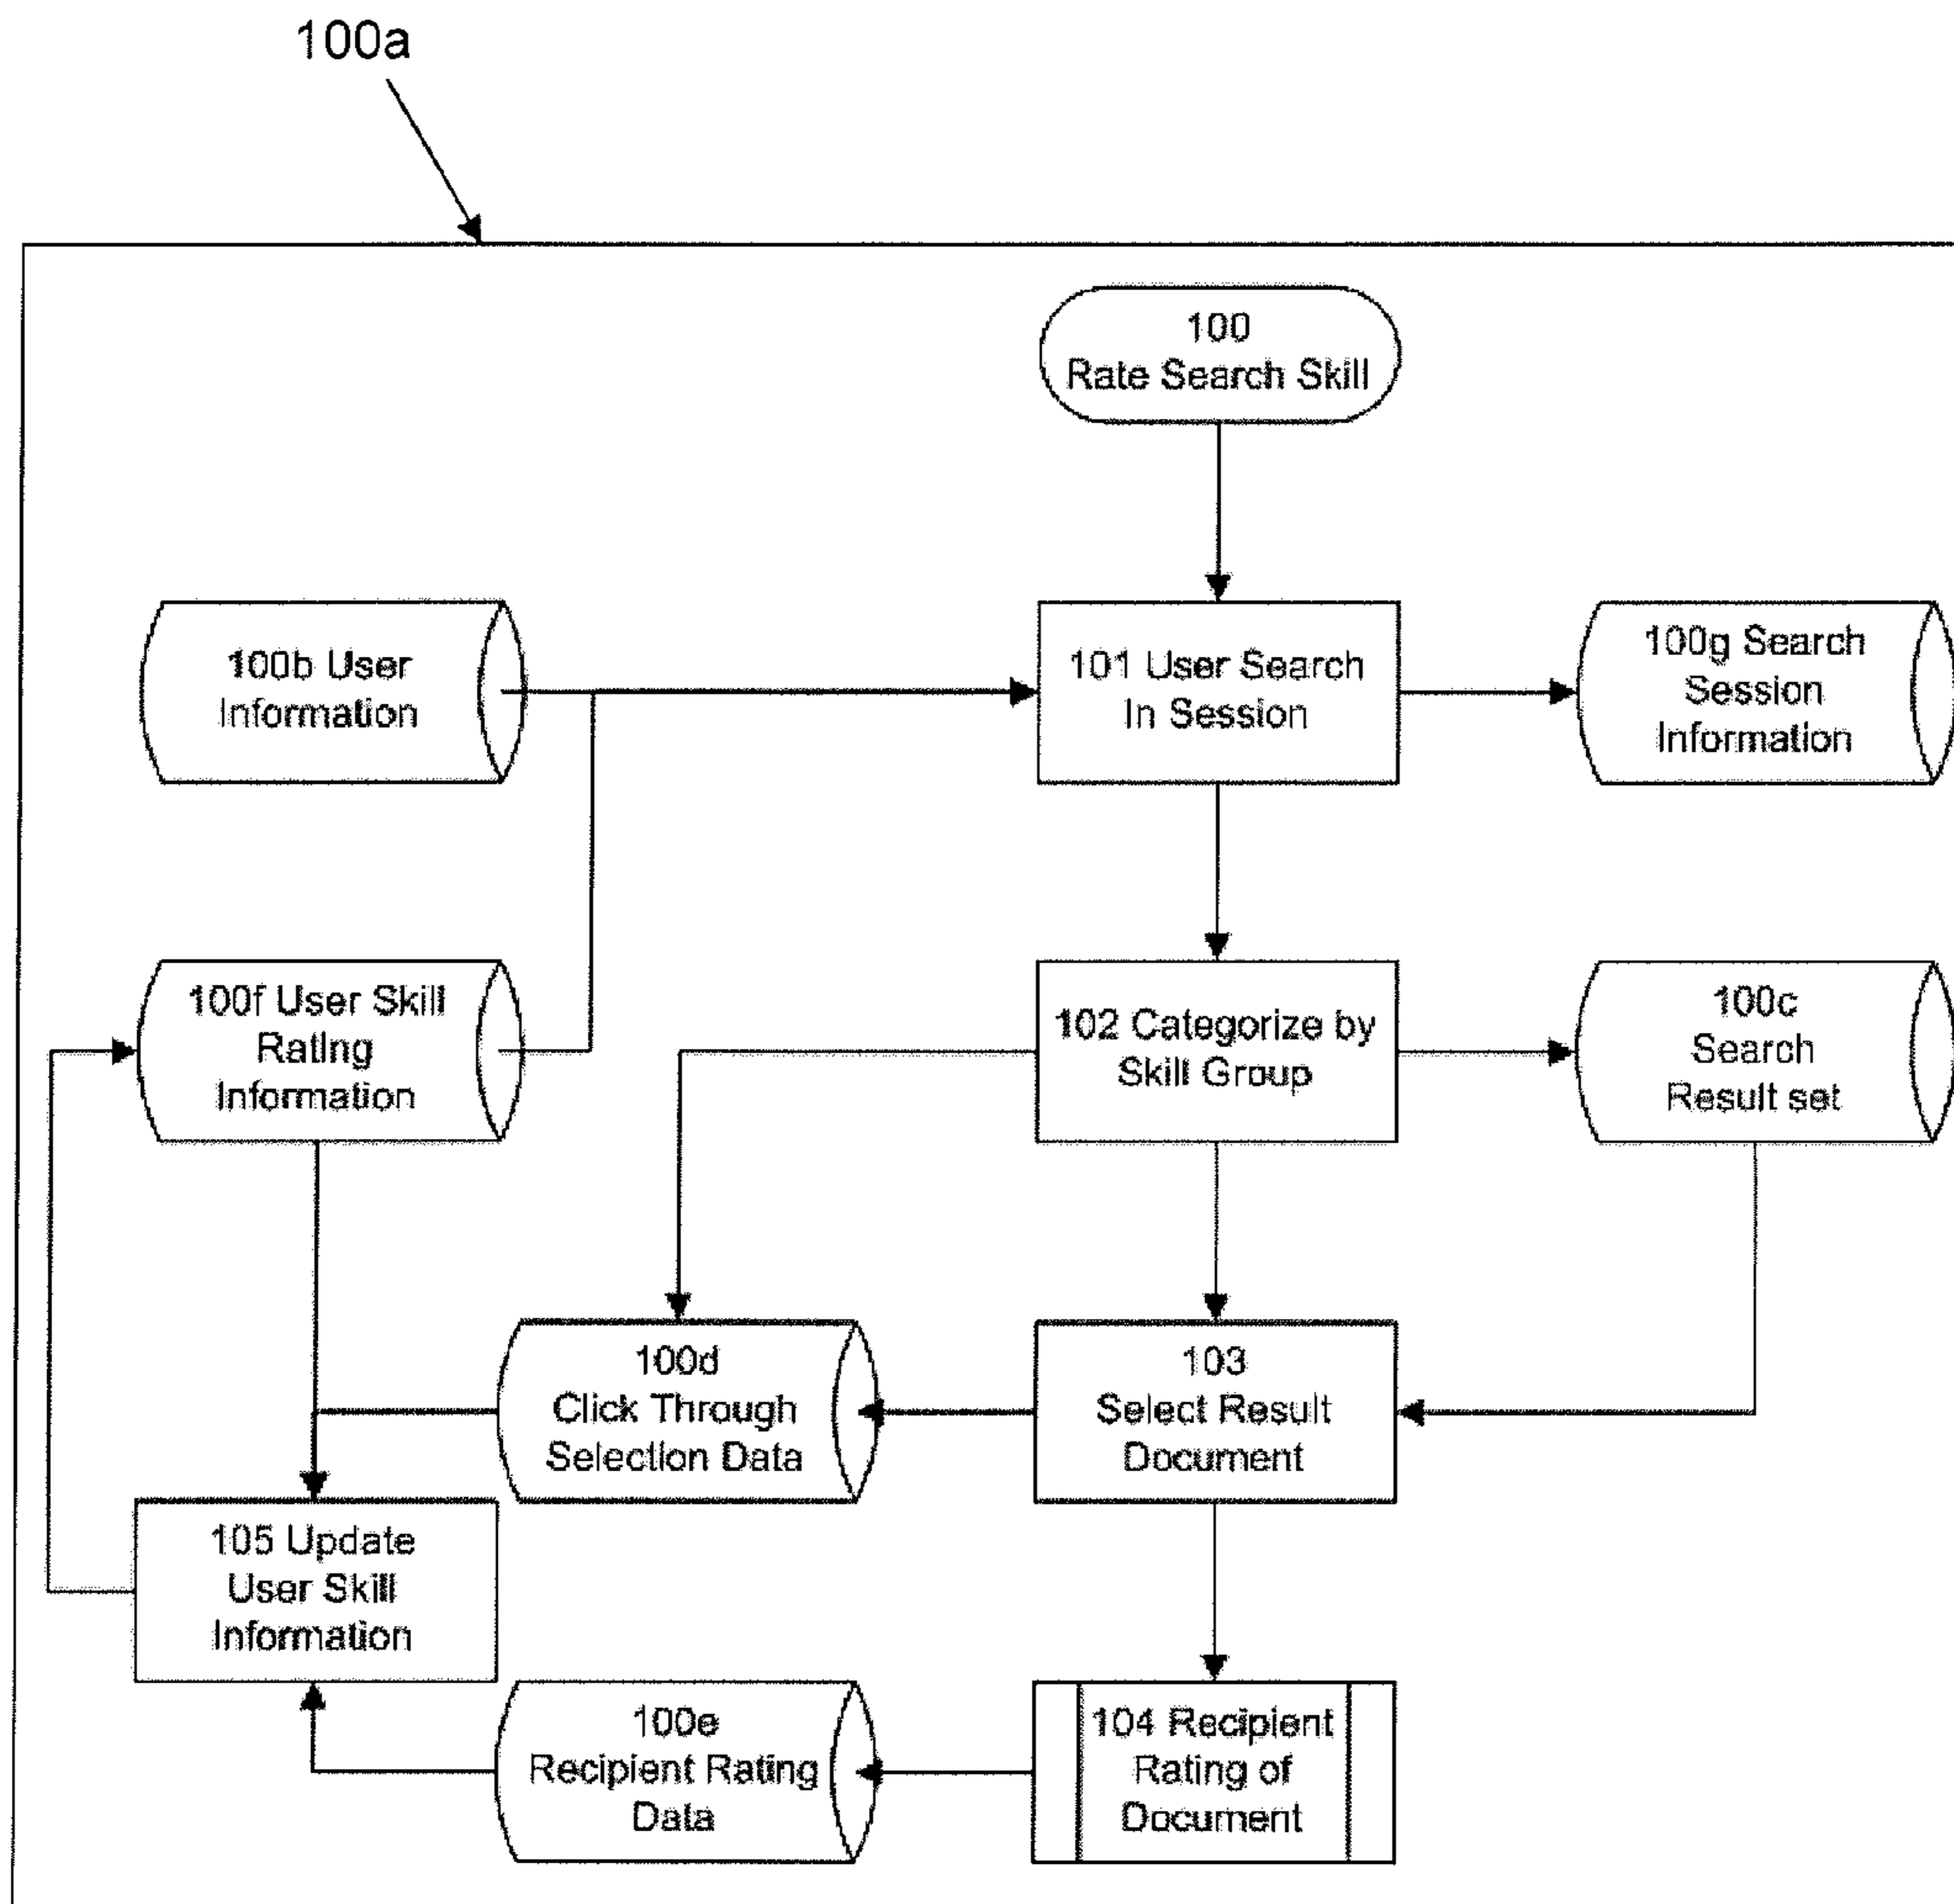 100a
100
Rate Search Skill
100b User
Information
101 User Search
In Session
100g Search
Session
Information
100f User Skill
Rating
Information
102 Categorize by
Skill Group
100c
Search
Result set
100d
Click Through
Selection Data
103
Select Result
Document
105 Update
User Skill
Information
100e
Recipient Rating
Data
104 Recipient
Rating of
Document